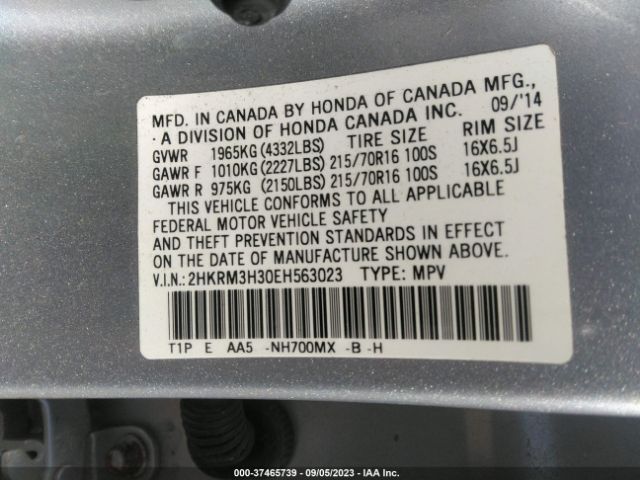 MFD. IN CANADA BY HONDA OF CANADA MFG.,
A DIVISION OF HONDA CANADA INC. 09/'14
GVWR 1965KG (4332LBS) TIRE SIZE RIM SIZE
GAWR F 1010KG (2227LBS) 215/70R16 100S 16X6.5J
GAWR R 975KG (2150LBS) 215/70R16 100S 16X6.5J
THIS VEHICLE CONFORMS TO ALL APPLICABLE
FEDERAL MOTOR VEHICLE SAFETY
AND THEFT PREVENTION STANDARDS IN EFFECT
ON THE DATE OF MANUFACTURE SHOWN ABOVE.
V.I.N.: 2HKRM3H30EH563023 TYPE: MPV
T1P E AA5 -NH700MX -B -H
000-37465739 - 09/05/2023 - IAA Inc.